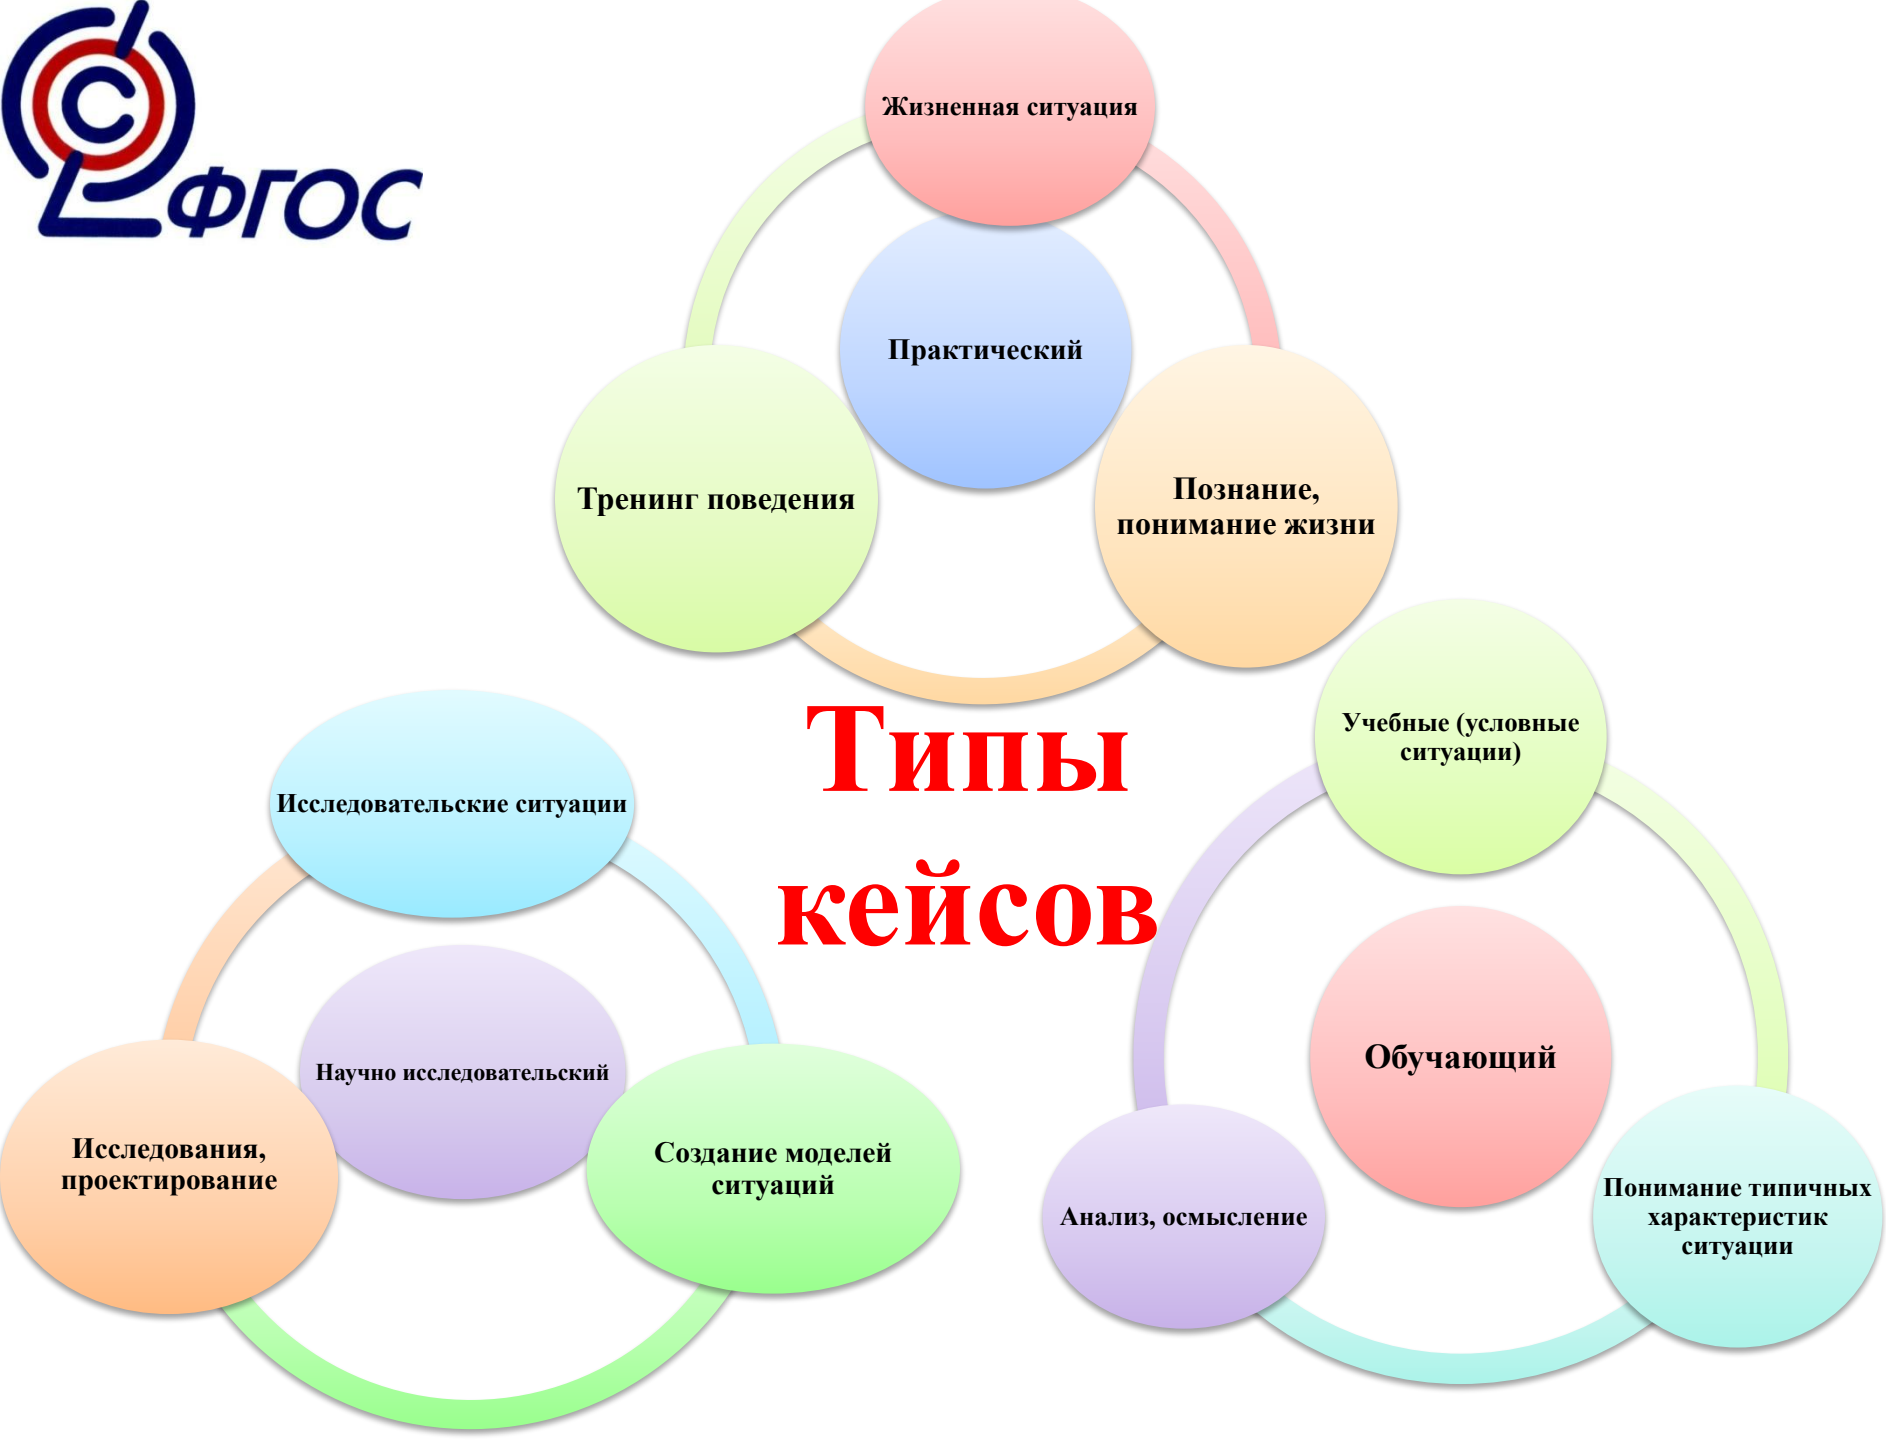 ФГОС
Жизненная ситуация
Практический
Тренинг поведения
Познание,
понимание жизни
Типы
кейсов
Исследовательские ситуации
Научно исследовательский
Исследования,
проектирование
Создание моделей
ситуаций
Учебные (условные
ситуации)
Обучающий
Анализ, осмысление
Понимание типичных
характеристик
ситуации